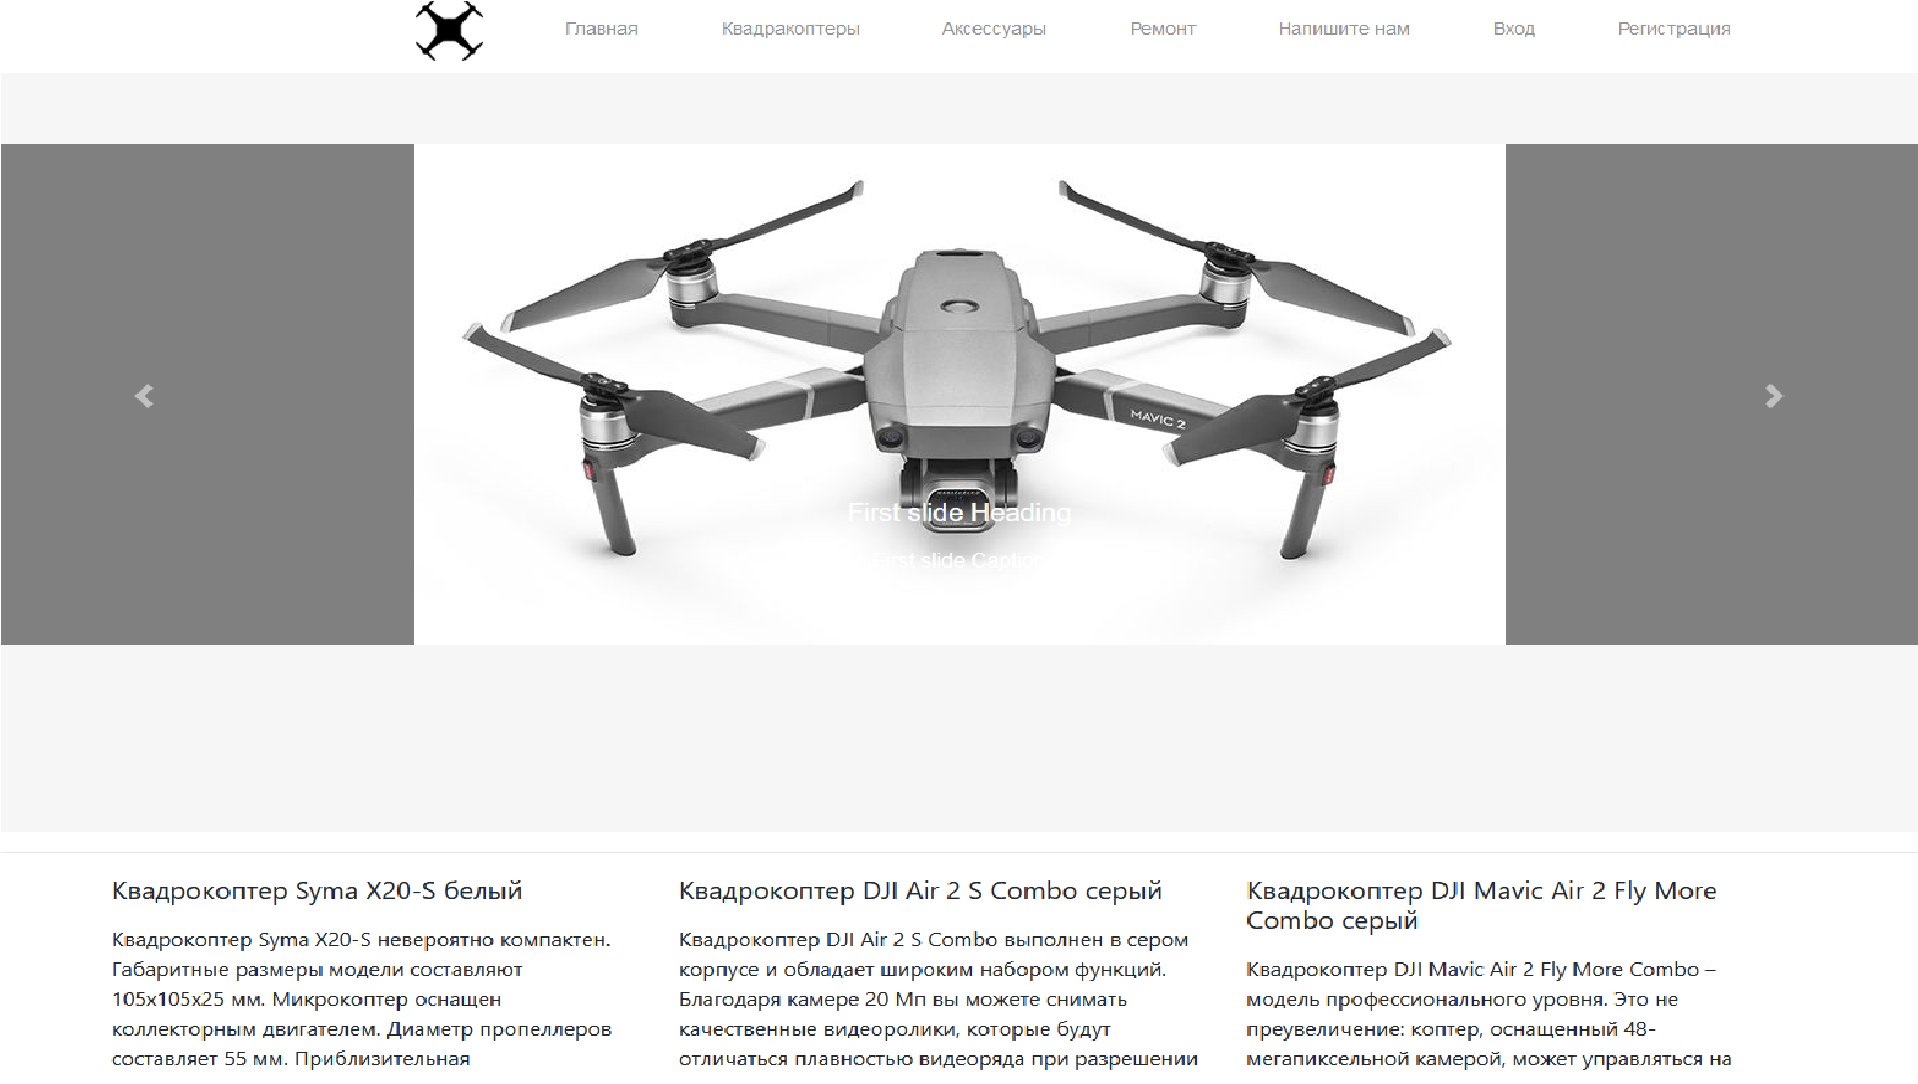 Главная Квадракоптеры Аксессуары Ремонт Напишите нам Вход Регистрация
MAVIC 2
First slide Heading
First slide Caption
Квадрокоптер Syma X20-S белый
Квадрокоптер Syma X20-S невероятно компактен.
Габаритные размеры модели составляют
105x105x25 мм. Микрокоптер оснащен
коллекторным двигателем. Диаметр пропеллеров
составляет 55 мм. Приблизительная
Квадрокоптер DJI Air 2 S Combo серый
Квадрокоптер DJI Air 2 S Combo выполнен в сером
корпусе и обладает широким набором функций.
Благодаря камере 20 Мп вы можете снимать
качественные видеоролики, которые будут
отличаться плавностью видеоряда при разрешении
Квадрокоптер DJI Mavic Air 2 Fly More
Combo серый
Квадрокоптер DJI Mavic Air 2 Fly More Combo –
модель профессионального уровня. Это не
преувеличение: коптер, оснащенный 48-
мегапиксельной камерой, может управляться на